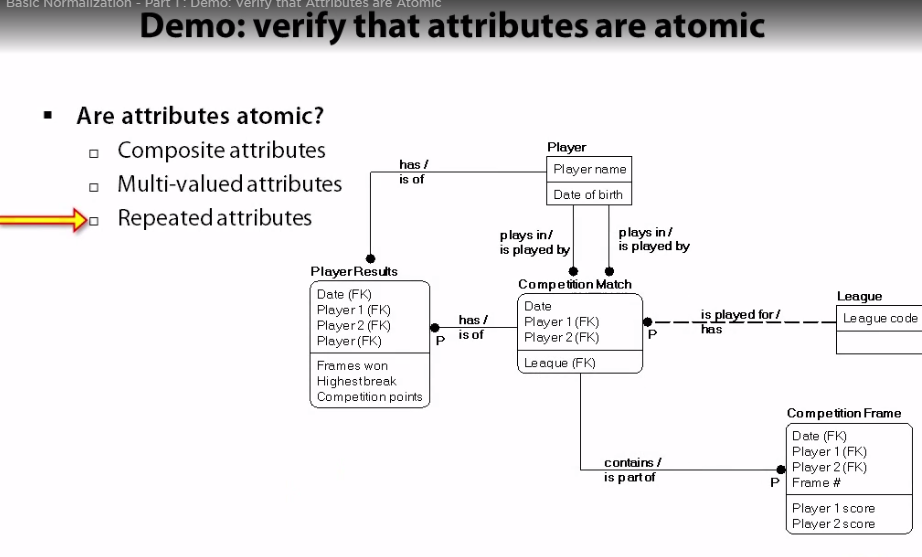 Basic Normalization - Part 1: Demo: Verify that Attributes are Atomic
Demo: verify that attributes are atomic
Are attributes atomic?
Composite attributes
Multi-valued attributes
Repeated attributes
Player
Player name
Date of birth
has /
is of
plays in /
is played by
plays in /
is played by
Player Results
Date (FK)
Player 1 (FK)
Player 2 (FK)
Player (FK)
Frames won
Highest break
Competition points
P
has /
is of
Competition Match
Date
Player 1 (FK)
Player 2 (FK)
League (FK)
P
is played for /
has
League
League code
contains /
is part of
P
Competition Frame
Date (FK)
Player 1 (FK)
Player 2 (FK)
Frame #
Player 1 score
Player 2 score